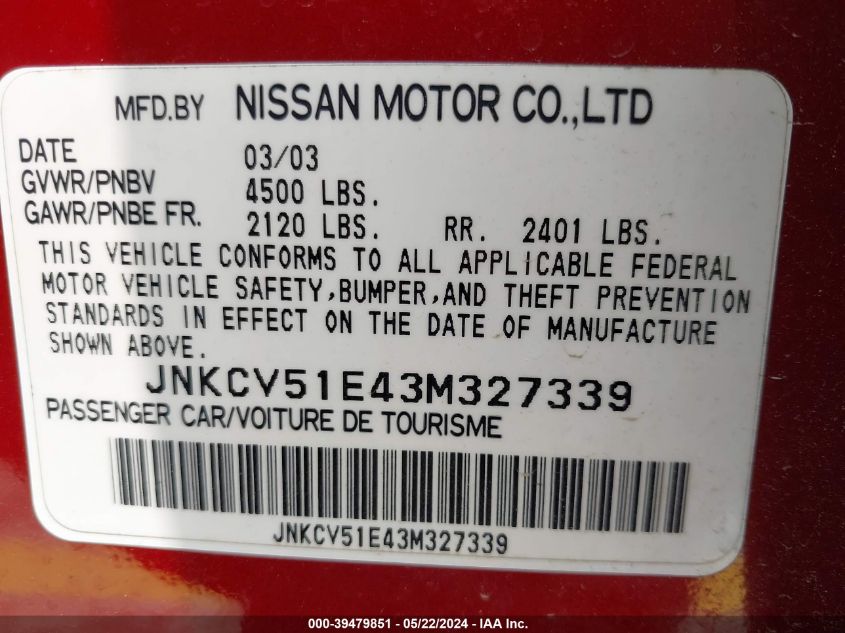 MFD.BY NISSAN MOTOR CO.,LTD
DATE 03/03
GVWR/PNBV 4500 LBS.
GAWR/PNBE FR. 2120 LBS. RR. 2401 LBS.
THIS VEHICLE CONFORMS TO ALL APPLICABLE FEDERAL
MOTOR VEHICLE SAFETY,BUMPER,AND THEFT PREVENTION
STANDARDS IN EFFECT ON THE DATE OF MANUFACTURE
SHOWN ABOVE.
JNKCV51E43M327339
PASSENGER CAR/VOITURE DE TOURISME
JNKCV51E43M327339
000-39479851 - 05/22/2024 - IAA Inc.